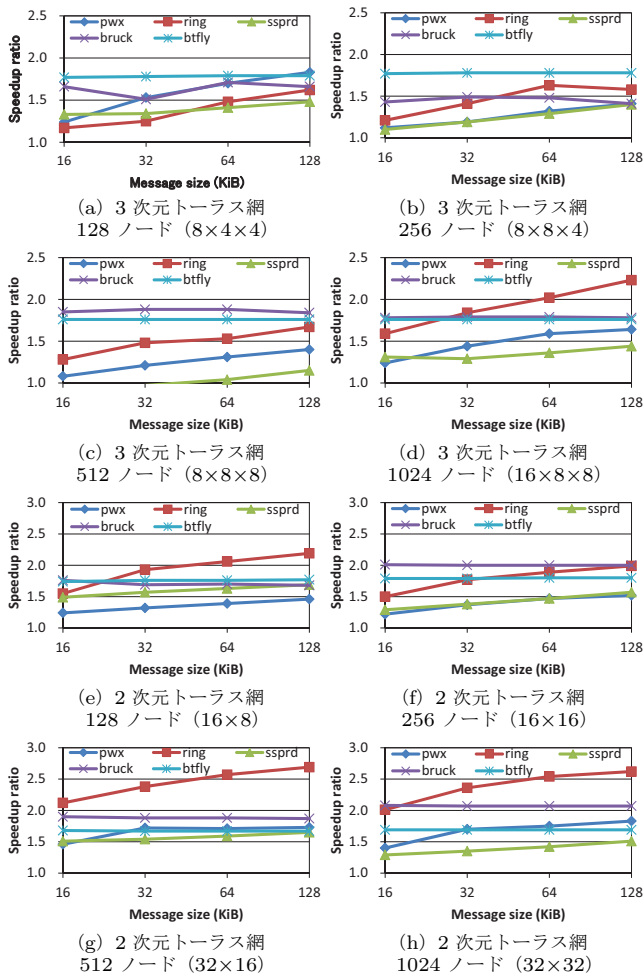 pwx ring ssprd
bruck btfly
Speedup ratio
2.5
2.0
1.5
1.0
16 32 64 128
Message size (KiB)
(a) 3 次元トーラス網
128 ノード (8×4×4)
pwx ring ssprd
bruck btfly
Speedup ratio
2.5
2.0
1.5
1.0
16 32 64 128
Message size (KiB)
(b) 3 次元トーラス網
256 ノード (8×8×4)
pwx ring ssprd
bruck btfly
Speedup ratio
2.5
2.0
1.5
1.0
16 32 64 128
Message size (KiB)
(c) 3 次元トーラス網
512 ノード (8×8×8)
pwx ring ssprd
bruck btfly
Speedup ratio
2.5
2.0
1.5
1.0
16 32 64 128
Message size (KiB)
(d) 3 次元トーラス網
1024 ノード (16×8×8)
pwx ring ssprd
bruck btfly
Speedup ratio
3.0
2.5
2.0
1.5
1.0
16 32 64 128
Message size (KiB)
(e) 2 次元トーラス網
128 ノード (16×8)
pwx ring ssprd
bruck btfly
Speedup ratio
3.0
2.5
2.0
1.5
1.0
16 32 64 128
Message size (KiB)
(f) 2 次元トーラス網
256 ノード (16×16)
pwx ring ssprd
bruck btfly
Speedup ratio
3.0
2.5
2.0
1.5
1.0
16 32 64 128
Message size (KiB)
(g) 2 次元トーラス網
512 ノード (32×16)
pwx ring ssprd
bruck btfly
Speedup ratio
3.0
2.5
2.0
1.5
1.0
16 32 64 128
Message size (KiB)
(h) 2 次元トーラス網
1024 ノード (32×32)